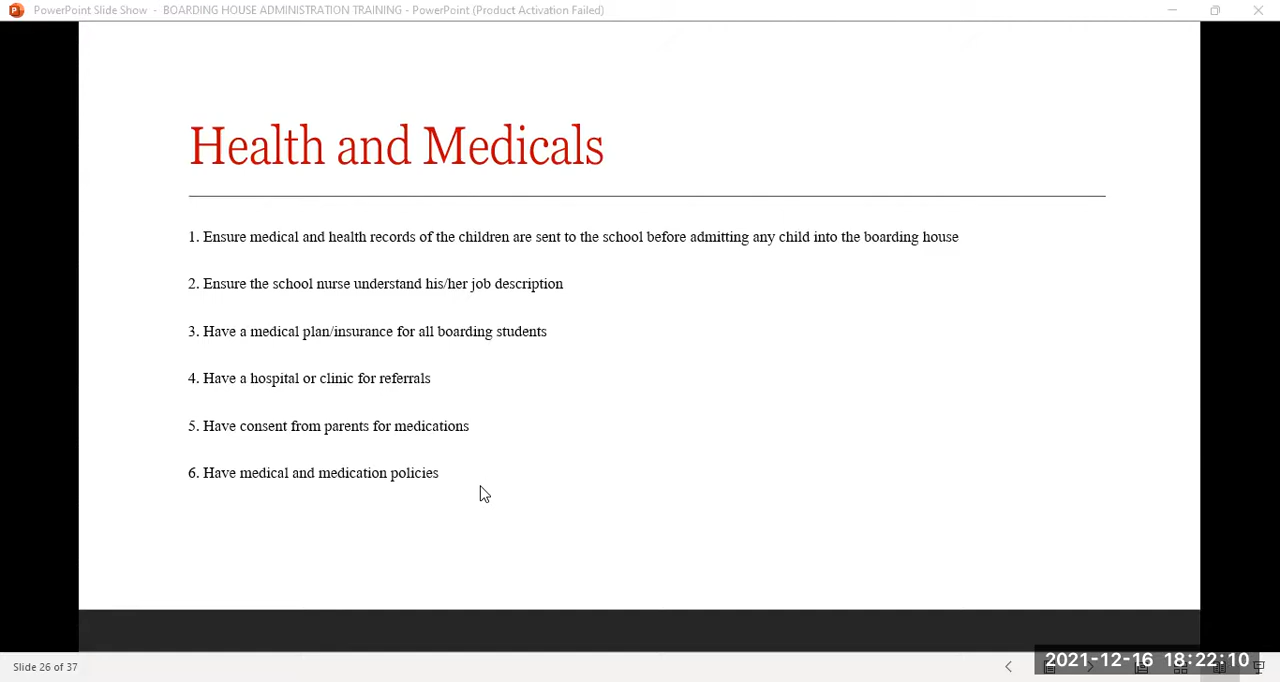 PowerPoint Slide Show - BOARDING HOUSE ADMINISTRATION TRAINING - PowerPoint (Product Activation Failed)
Health and Medicals
1. Ensure medical and health records of the children are sent to the school before admitting any child into the boarding house
2. Ensure the school nurse understand his/her job description
3. Have a medical plan/insurance for all boarding students
4. Have a hospital or clinic for referrals
5. Have consent from parents for medications
6. Have medical and medication policies
Slide 26 of 37
2021-12-16 18:22:10